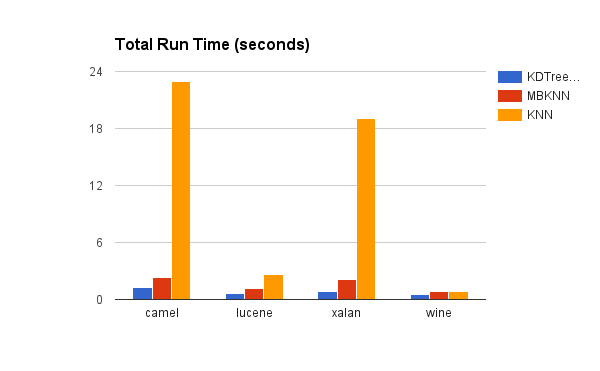 Total Run Time (seconds)
24
18
12
6
0
camel lucene xalan wine
KDTree...
MBKNN
KNN